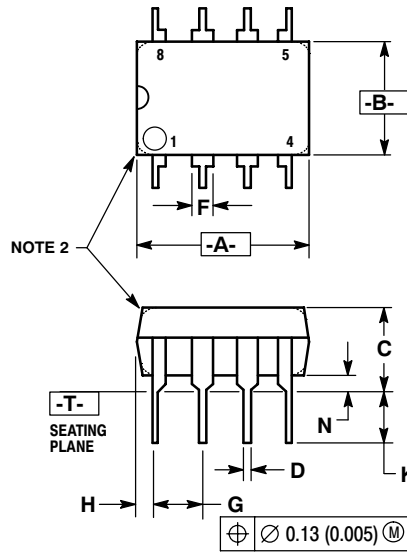 8 5
-B-
1 4
F
-A-
NOTE 2
C
-T-
N
SEATING
PLANE
D
K
H G
⌖ ∅ 0.13 (0.005) Ⓜ